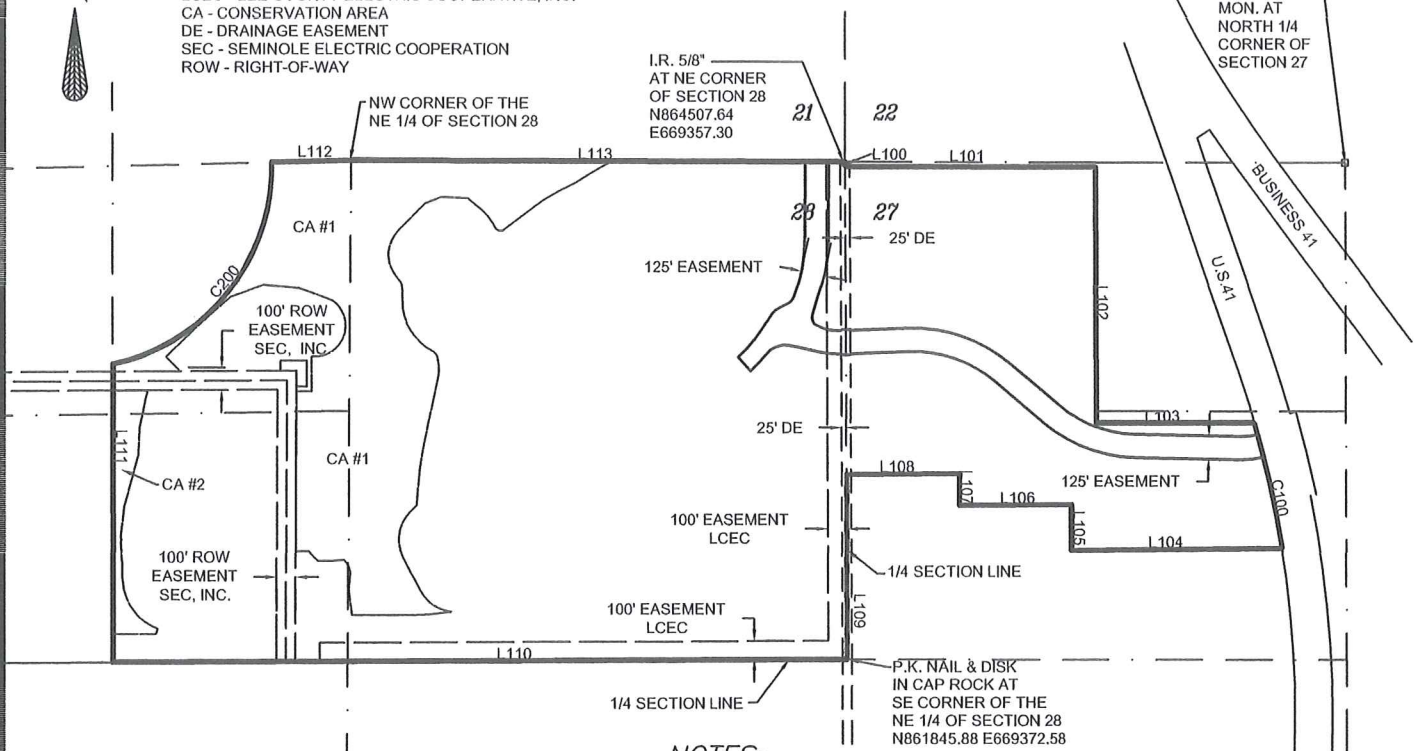 CA - CONSERVATION AREA
DE - DRAINAGE EASEMENT
SEC - SEMINOLE ELECTRIC COOPERATION
ROW - RIGHT-OF-WAY
MON. AT
NORTH 1/4
CORNER OF
SECTION 27
I.R. 5/8"
AT NE CORNER
OF SECTION 28
N864507.64
E669357.30
NW CORNER OF THE
NE 1/4 OF SECTION 28
21
22
L112
L113
L100
L101
BUSINESS 41
CA #1
28
27
25' DE
125' EASEMENT
U.S.41
C200
L102
100' ROW
EASEMENT
SEC, INC.
L103
25' DE
L111
CA #1
CA #2
L108
125' EASEMENT
L107
L106
C100
100' EASEMENT
LCEC
L105
L104
100' ROW
EASEMENT
SEC, INC.
1/4 SECTION LINE
100' EASEMENT
LCEC
L109
L110
P.K. NAIL & DISK
IN CAP ROCK AT
SE CORNER OF THE
NE 1/4 OF SECTION 28
N861845.88 E669372.58
1/4 SECTION LINE
NOTES